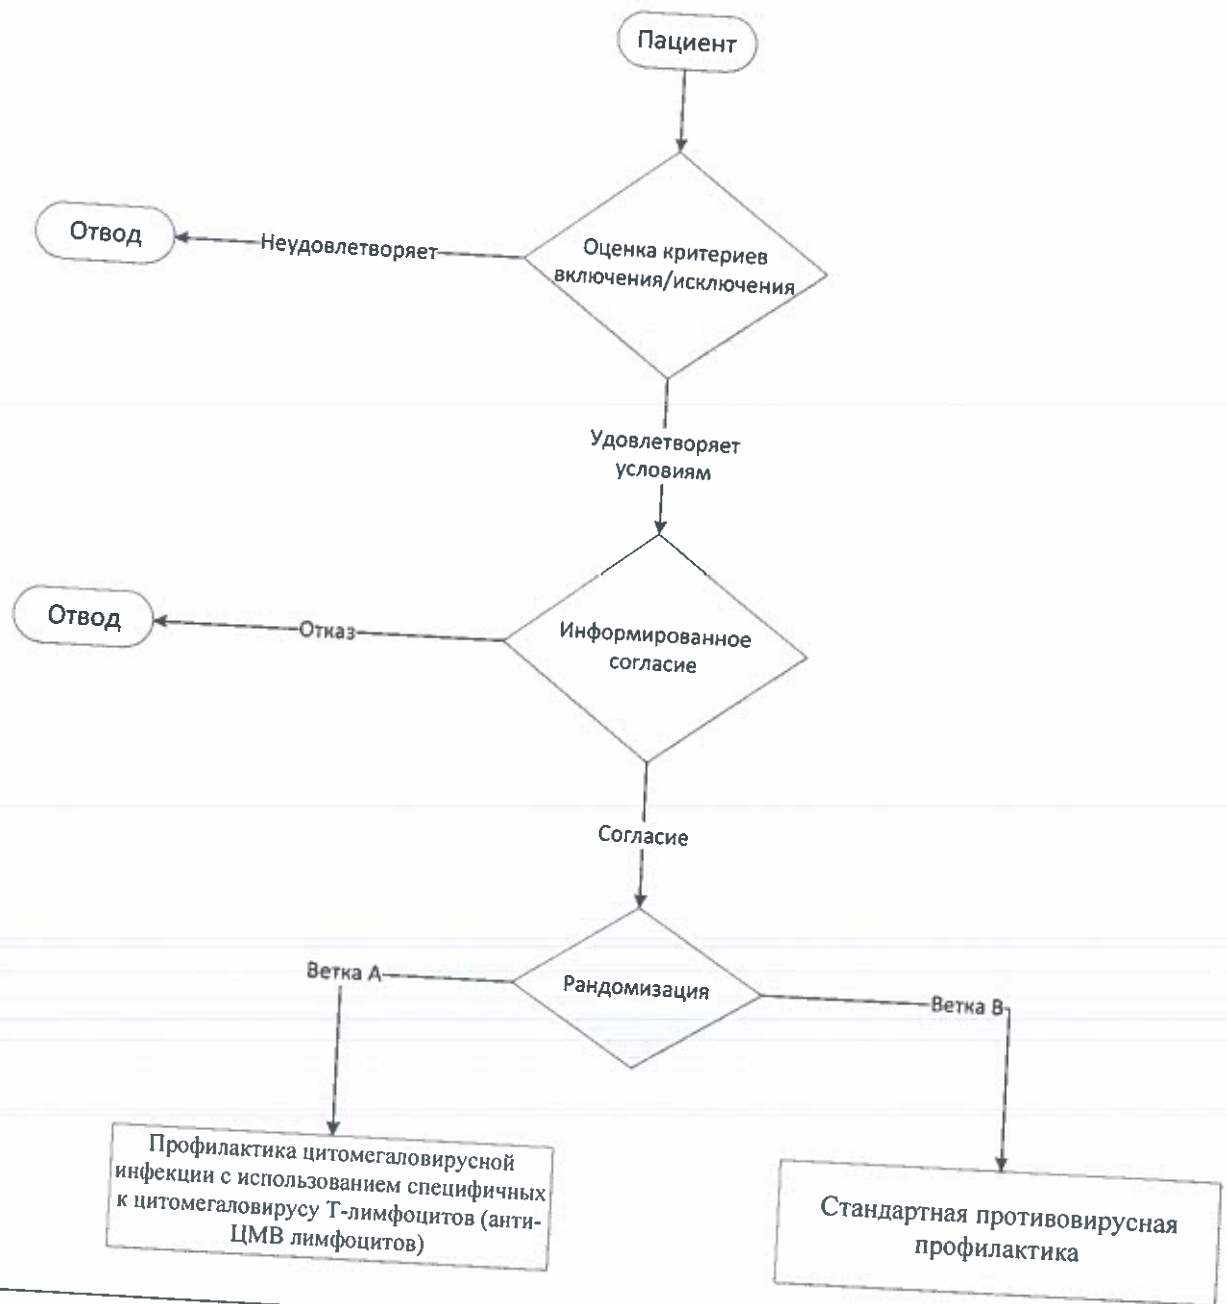 Пациент
Оценка критериев
включения/исключения
Неудовлетворяет
Отвод
Удовлетворяет
условиям
Информированное
согласие
Отказ
Отвод
Согласие
Рандомизация
Ветка А
Ветка В
Профилактика цитомегаловирусной
инфекции с использованием специфичных
к цитомегаловирусу Т-лимфоцитов (анти-
ЦМВ лимфоцитов)
Стандартная противовирусная
профилактика